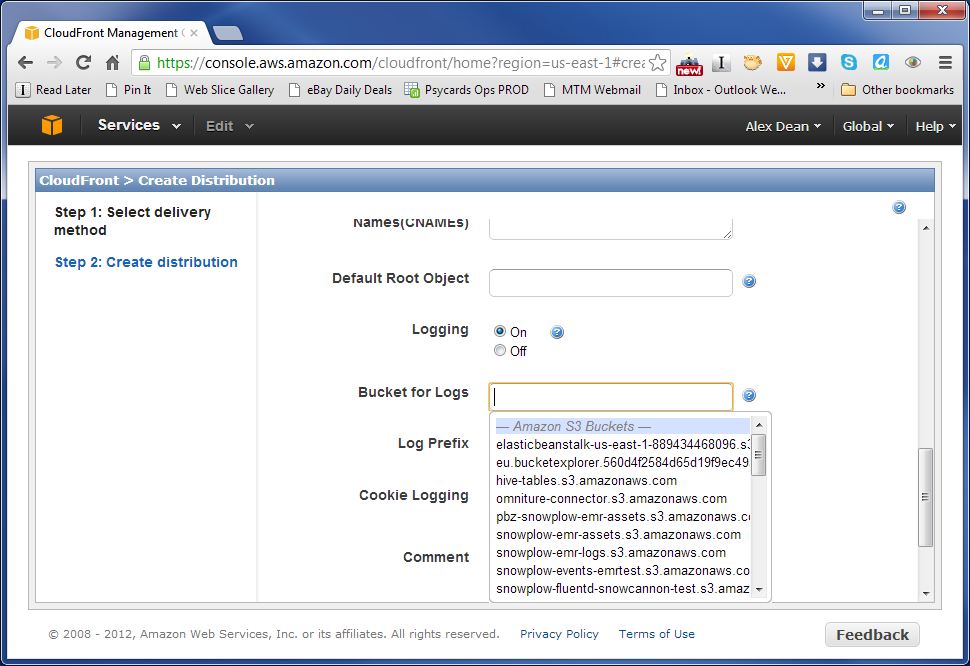 CloudFront Management
https://console.aws.amazon.com/cloudfront/home?region=us-east-1#crea
new!
Read Later Pin It Web Slice Gallery eBay Daily Deals Psycards Ops PROD MTM Webmail Inbox - Outlook We... » Other bookmarks
Services Edit Alex Dean Global Help
CloudFront > Create Distribution
Step 1: Select delivery
method
Step 2: Create distribution
Names(CNAMEs)
Default Root Object
Logging
On
Off
Bucket for Logs
— Amazon S3 Buckets —
elasticbeanstalk-us-east-1-889434468096.s3
eu.bucketexplorer.560d4f2584d65d19f9ec49
hive-tables.s3.amazonaws.com
omniture-connector.s3.amazonaws.com
pbz-snowplow-emr-assets.s3.amazonaws.co
snowplow-emr-assets.s3.amazonaws.com
snowplow-emr-logs.s3.amazonaws.com
snowplow-events-emrtest.s3.amazonaws.co
snowplow-fluentd-snowcannon-test.s3.amaz
Log Prefix
Cookie Logging
Comment
© 2008 - 2012, Amazon Web Services, Inc. or its affiliates. All rights reserved. Privacy Policy Terms of Use Feedback